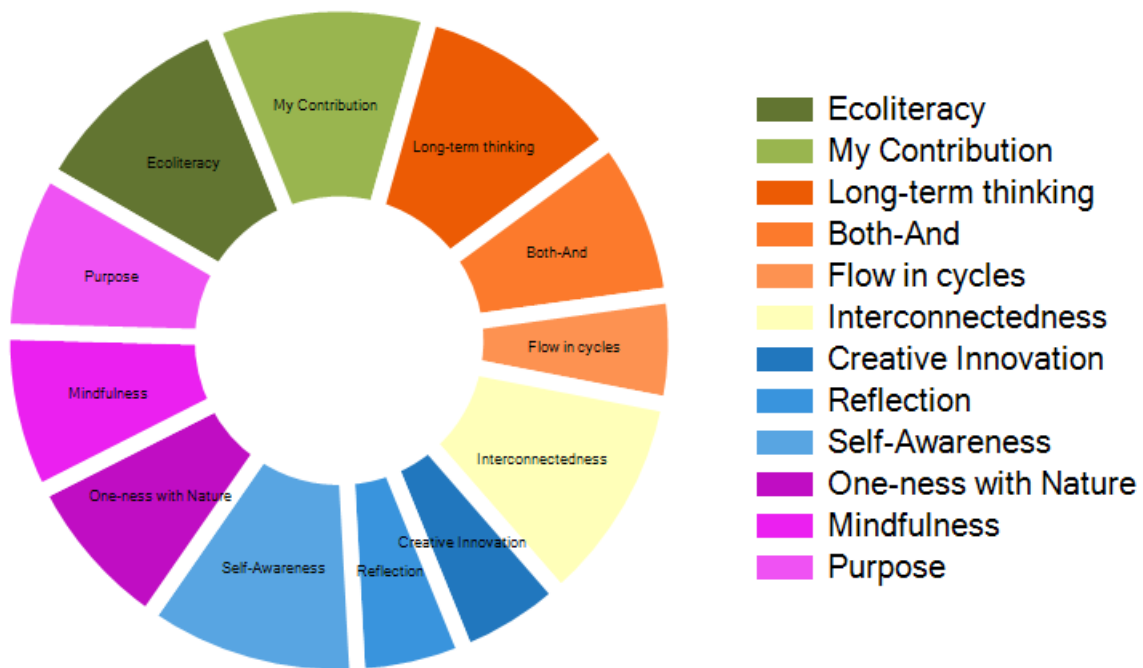 My Contribution
Long-term thinking
Ecoliteracy
Both-And
Purpose
Flow in cycles
Mindfulness
Interconnectedness
One-ness with Nature
Creative Innovation
Self-Awareness
Reflection
Ecoliteracy
My Contribution
Long-term thinking
Both-And
Flow in cycles
Interconnectedness
Creative Innovation
Reflection
Self-Awareness
One-ness with Nature
Mindfulness
Purpose